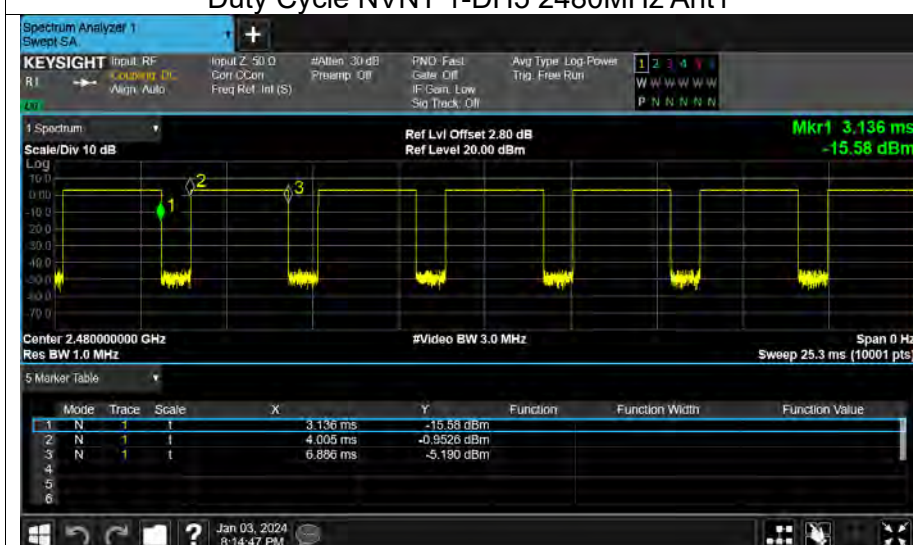 Duty Cycle NVNT 1-DH5 2480MHz Ant1
Spectrum Analyzer 1
Swept SA
+
KEYSIGHT Input: RF Input Z: 50 Ω #Atten: 30 dB PNO: Fast Avg Type: Log-Power 1 2 3 4 5 6
R1 Coupling: DC Corr CCorr Preamp: Off Gate: Off Trig: Free Run W W W W W W
Align: Auto Freq Ref: Int (S) IF Gain: Low
Sig Track: Off P N N N N N
1 Spectrum
Ref Lvl Offset 2.80 dB Mkr1 3.136 ms
Scale/Div 10 dB Ref Level 20.00 dBm -15.58 dBm
Log
10.0
0.00
-10.0
-20.0
-30.0
-40.0
-50.0
-60.0
-70.0
1
2
3
Center 2.480000000 GHz #Video BW 3.0 MHz Span 0 Hz
Res BW 1.0 MHz Sweep 25.3 ms (10001 pts)
5 Marker Table
Mode Trace Scale X Y Function Function Width Function Value
1 N 1 t 3.136 ms -15.58 dBm
2 N 1 t 4.005 ms -0.9526 dBm
3 N 1 t 6.886 ms -5.190 dBm
4
5
6
? Jan 03, 2024
8:14:47 PM